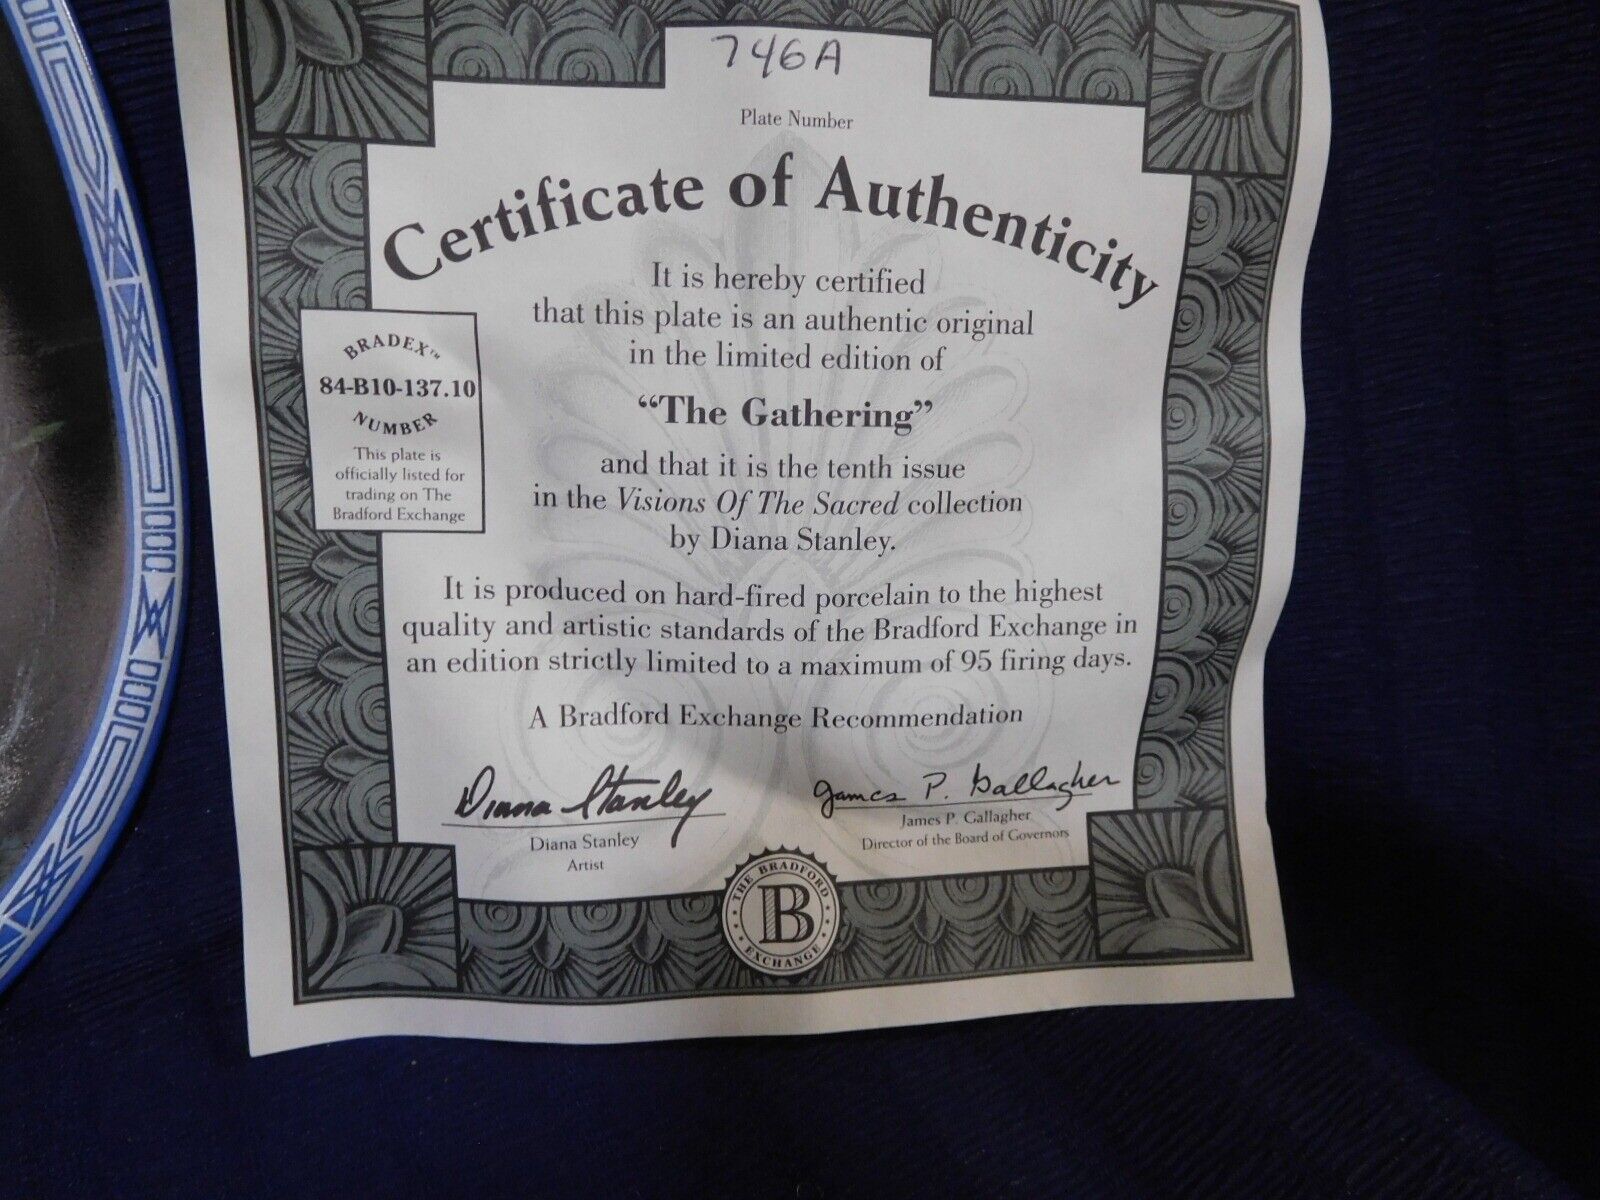 746A
Plate Number
Certificate of Authenticity
It is hereby certified
that this plate is an authentic original
in the limited edition of
“The Gathering”
and that it is the tenth issue
in the Visions Of The Sacred collection
by Diana Stanley.
BRADEX™
84-B10-137.10
NUMBER
This plate is
officially listed for
trading on The
Bradford Exchange
It is produced on hard-fired porcelain to the highest
quality and artistic standards of the Bradford Exchange in
an edition strictly limited to a maximum of 95 firing days.
A Bradford Exchange Recommendation
Diana Stanley
Diana Stanley
Artist
James P. Gallagher
James P. Gallagher
Director of the Board of Governors
THE BRADFORD
B
EXCHANGE